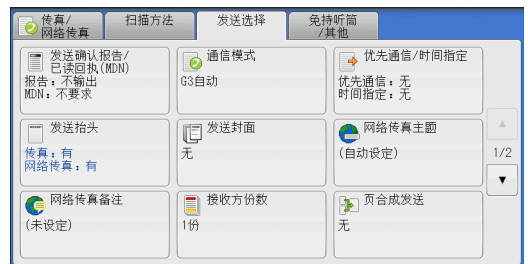 传真/
网络传真
扫描方法
发送选择
免持听筒
/其他
发送确认报告/
已读回执(MDN)
报告：不输出
MDN：不要求
通信模式
G3自动
优先通信/时间指定
优先通信：无
时间指定：无
发送抬头
传真：有
网络传真：有
发送封面
无
网络传真主题
(自动设定)
1/2
网络传真备注
(未设定)
接收方份数
1份
页合成发送
无